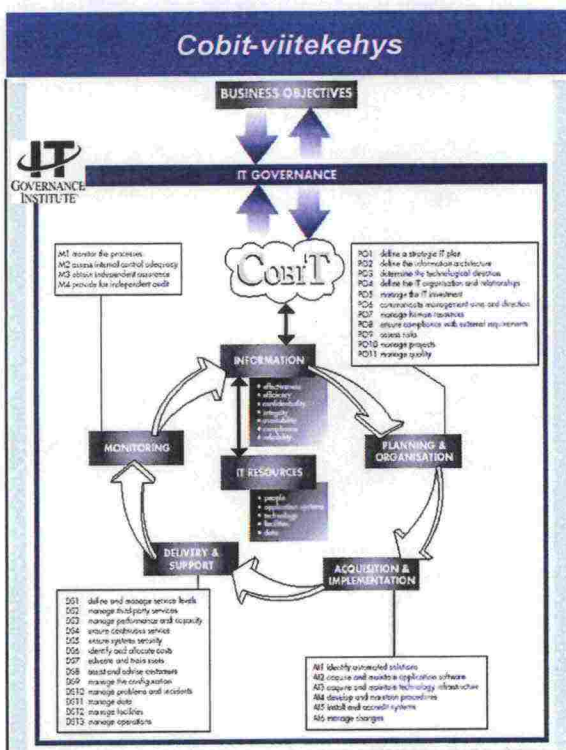 Cobit-viitekehys
BUSINESS OBJECTIVES
IT
GOVERNANCE
INSTITUTE™
IT GOVERNANCE
COBIT
M1 monitor the processes
M2 assess internal control adequacy
M3 obtain independent assurance
M4 provide for independent audit
PO1 define a strategic IT plan
PO2 define the information architecture
PO3 determine the technological direction
PO4 define the IT organisation and relationships
PO5 manage the IT investment
PO6 communicate management aims and direction
PO7 manage human resources
PO8 ensure compliance with external requirements
PO9 assess risks
PO10 manage projects
PO11 manage quality
INFORMATION
• effectiveness
• efficiency
• confidentiality
• integrity
• availability
• compliance
• reliability
MONITORING
PLANNING &
ORGANISATION
IT RESOURCES
• people
• application systems
• technology
• facilities
• data
DELIVERY &
SUPPORT
ACQUISITION &
IMPLEMENTATION
DS1 define and manage service levels
DS2 manage third-party services
DS3 manage performance and capacity
DS4 ensure continuous service
DS5 ensure systems security
DS6 identify and allocate costs
DS7 educate and train users
DS8 assist and advise customers
DS9 manage the configuration
DS10 manage problems and incidents
DS11 manage data
DS12 manage facilities
DS13 manage operations
AI1 identify automated solutions
AI2 acquire and maintain application software
AI3 acquire and maintain technology infrastructure
AI4 develop and maintain procedures
AI5 install and accredit systems
AI6 manage changes